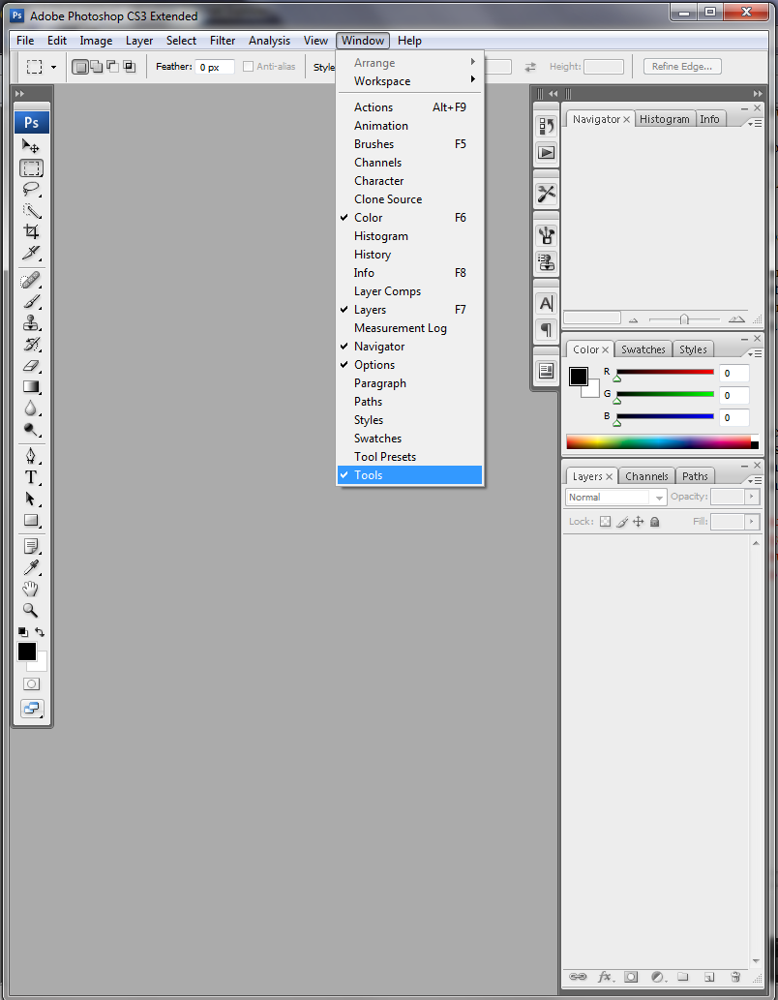 Ps Adobe Photoshop CS3 Extended
File Edit Image Layer Select Filter Analysis View Window Help
Feather: 0 px Anti-alias Style Height: Refine Edge...
Arrange
Workspace
Actions Alt+F9
Animation
Brushes F5
Channels
Character
Clone Source
Color F6
Histogram
History
Info F8
Layer Comps
Layers F7
Measurement Log
Navigator
Options
Paragraph
Paths
Styles
Swatches
Tool Presets
Tools
Ps
T
A
Navigator Histogram Info
Color Swatches Styles
R 0
G 0
B 0
Layers Channels Paths
Normal Opacity:
Lock: Fill:
fx